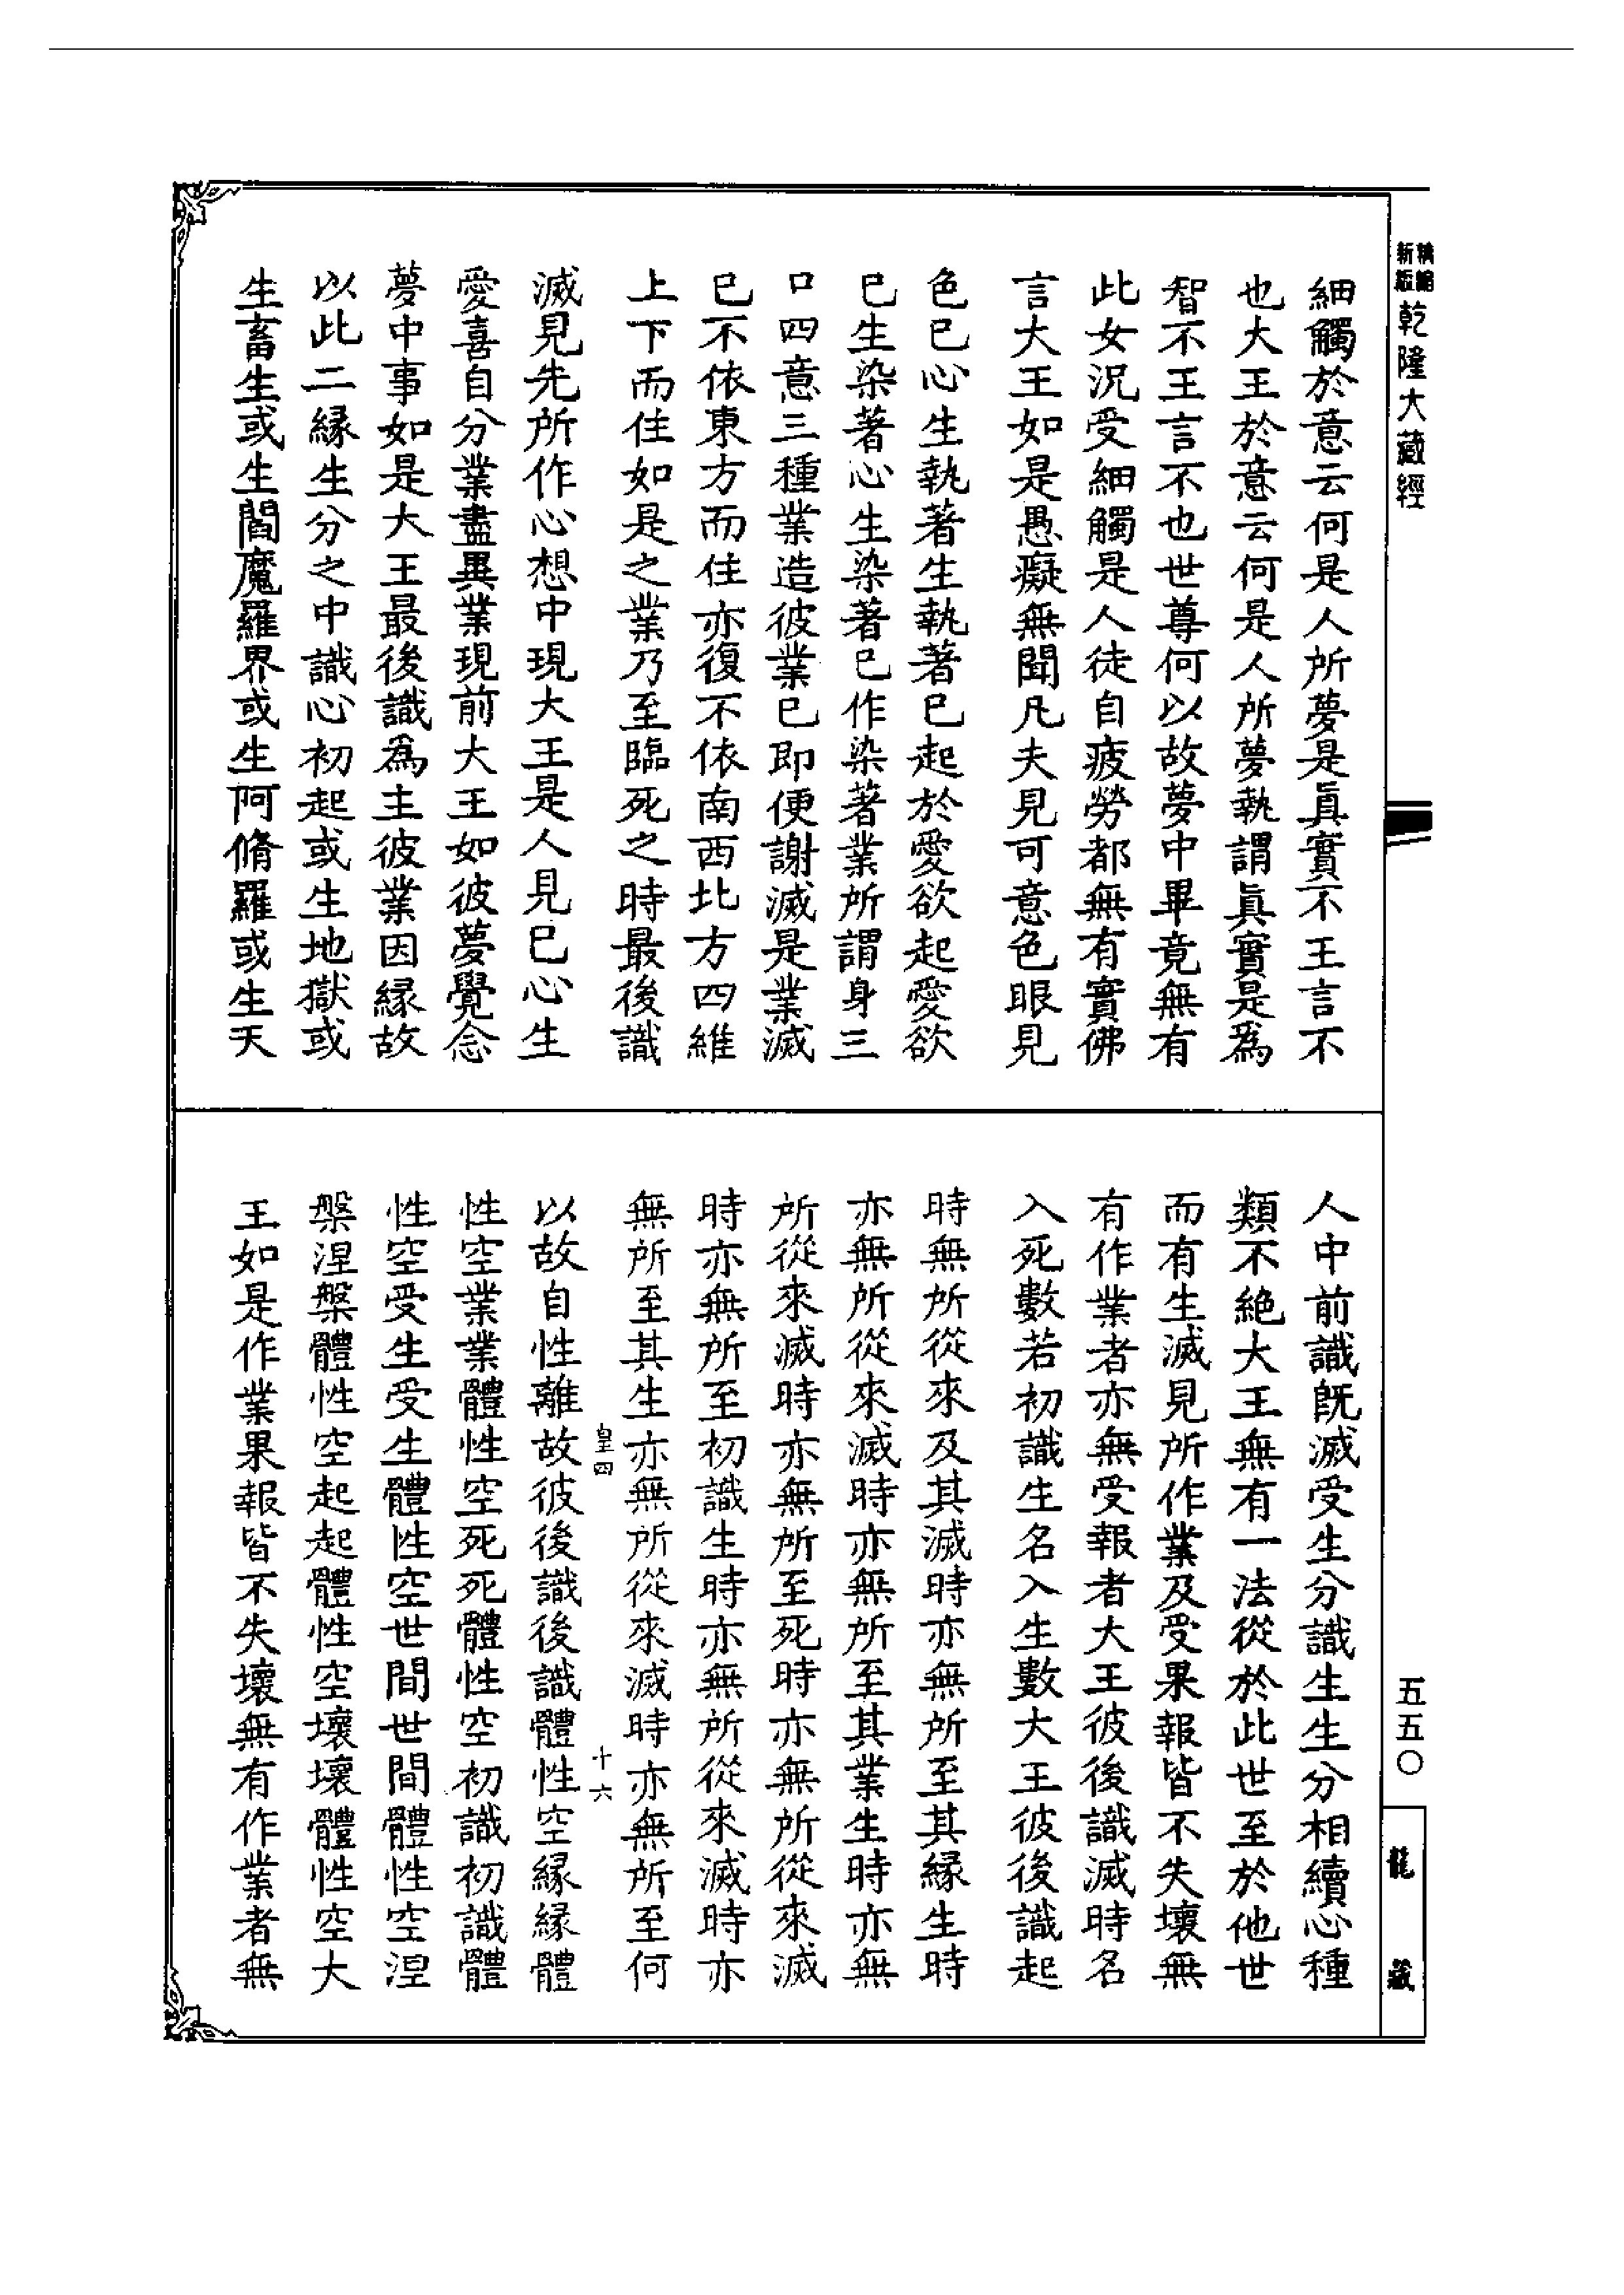 精縮
新版
乾隆大藏經
五五〇
龍藏
細觸於意云何是人所夢是真實不王言不
也大王於意云何是人所夢執謂真實是為
智不王言不也世尊何以故夢中畢竟無有
此女況受細觸是人徒自疲勞都無有實佛
言大王如是愚癡無聞凡夫見可意色眼見
色已心生執著生執著已起於愛欲起愛欲
已生染著心生染著已作染著業所謂身三
口四意三種業造彼業已即便謝滅是業滅
已不依東方而住亦復不依南西北方四維
上下而住如是之業乃至臨死之時最後識
滅見先所作心想中現大王是人見已心生
愛喜自分業盡異業現前大王如彼夢覺念
夢中事如是大王最後識為主彼業因緣故
以此二緣生分之中識心初起或生地獄或
生畜生或生閻魔羅界或生阿脩羅或生天
人中前識既滅受生分識生生分相續心種
類不絕大王無有一法從於此世至於他世
而有生滅見所作業及受果報皆不失壞無
有作業者亦無受報者大王彼後識滅時名
入死數若初識生名入生數大王彼後識起
時無所從來及其滅時亦無所至其緣生時
亦無所從來滅時亦無所至其業生時亦無
所從來滅時亦無所至死時亦無所從來滅
時亦無所至初識生時亦無所從來滅時亦
無所至其生亦無所從來滅時亦無所至何
皇四 十六
以故自性離故彼後識後識體性空緣緣體
性空業業體性空死死體性空初識初識體
性空受生受生體性空世間世間體性空涅
槃涅槃體性空起起體性空壞壞體性空大
王如是作業果報皆不失壞無有作業者無